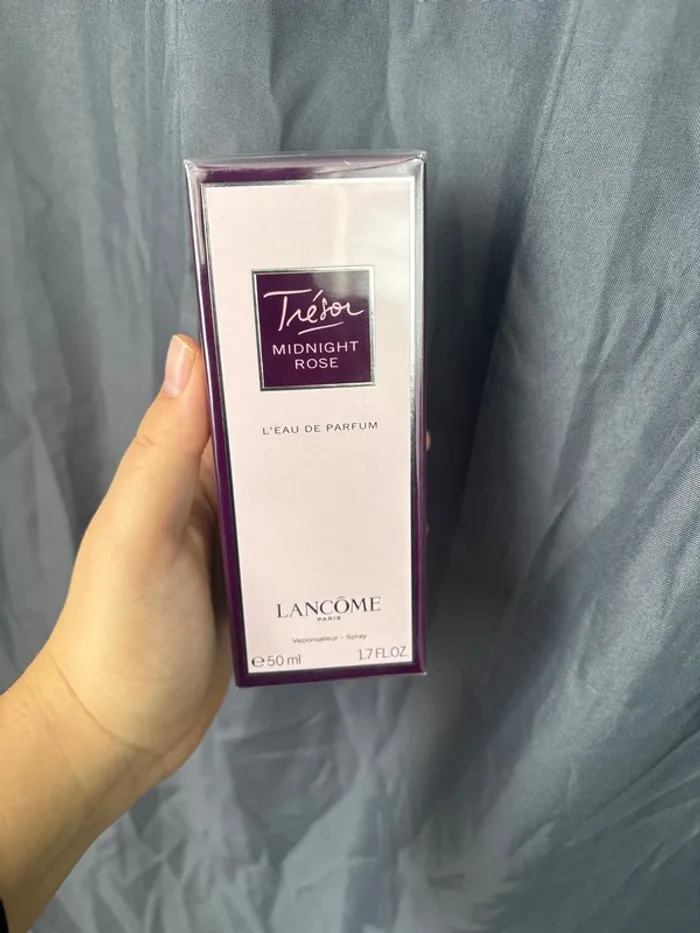 Trésor
MIDNIGHT
ROSE
L'EAU DE PARFUM
LANCÔME
PARIS
Vaporisateur - Spray
e 50 ml 1.7 FL.OZ.